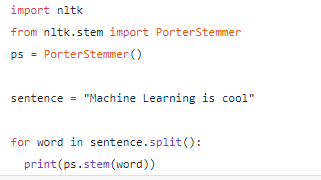 import nltk
from nltk.stem import PorterStemmer
ps = PorterStemmer()
sentence = "Machine Learning is cool"
for word in sentence.split():
  print(ps.stem(word))